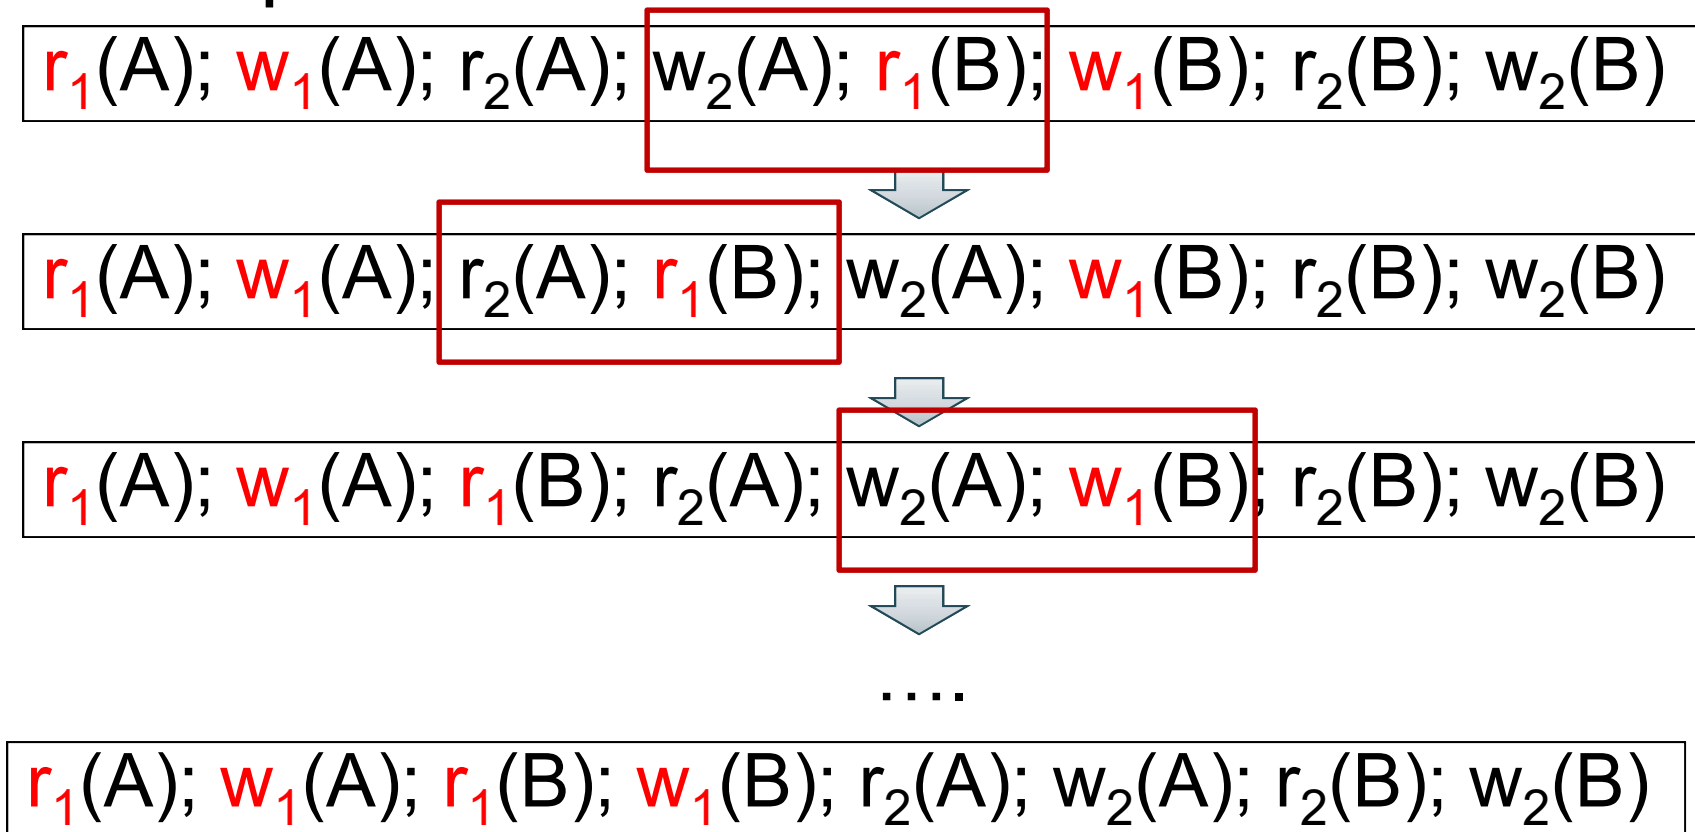 r₁(A); w₁(A); r₂(A); w₂(A); r₁(B); w₁(B); r₂(B); w₂(B)
r₁(A); w₁(A); r₂(A); r₁(B); w₂(A); w₁(B); r₂(B); w₂(B)
r₁(A); w₁(A); r₁(B); r₂(A); w₂(A); w₁(B); r₂(B); w₂(B)
....
r₁(A); w₁(A); r₁(B); w₁(B); r₂(A); w₂(A); r₂(B); w₂(B)